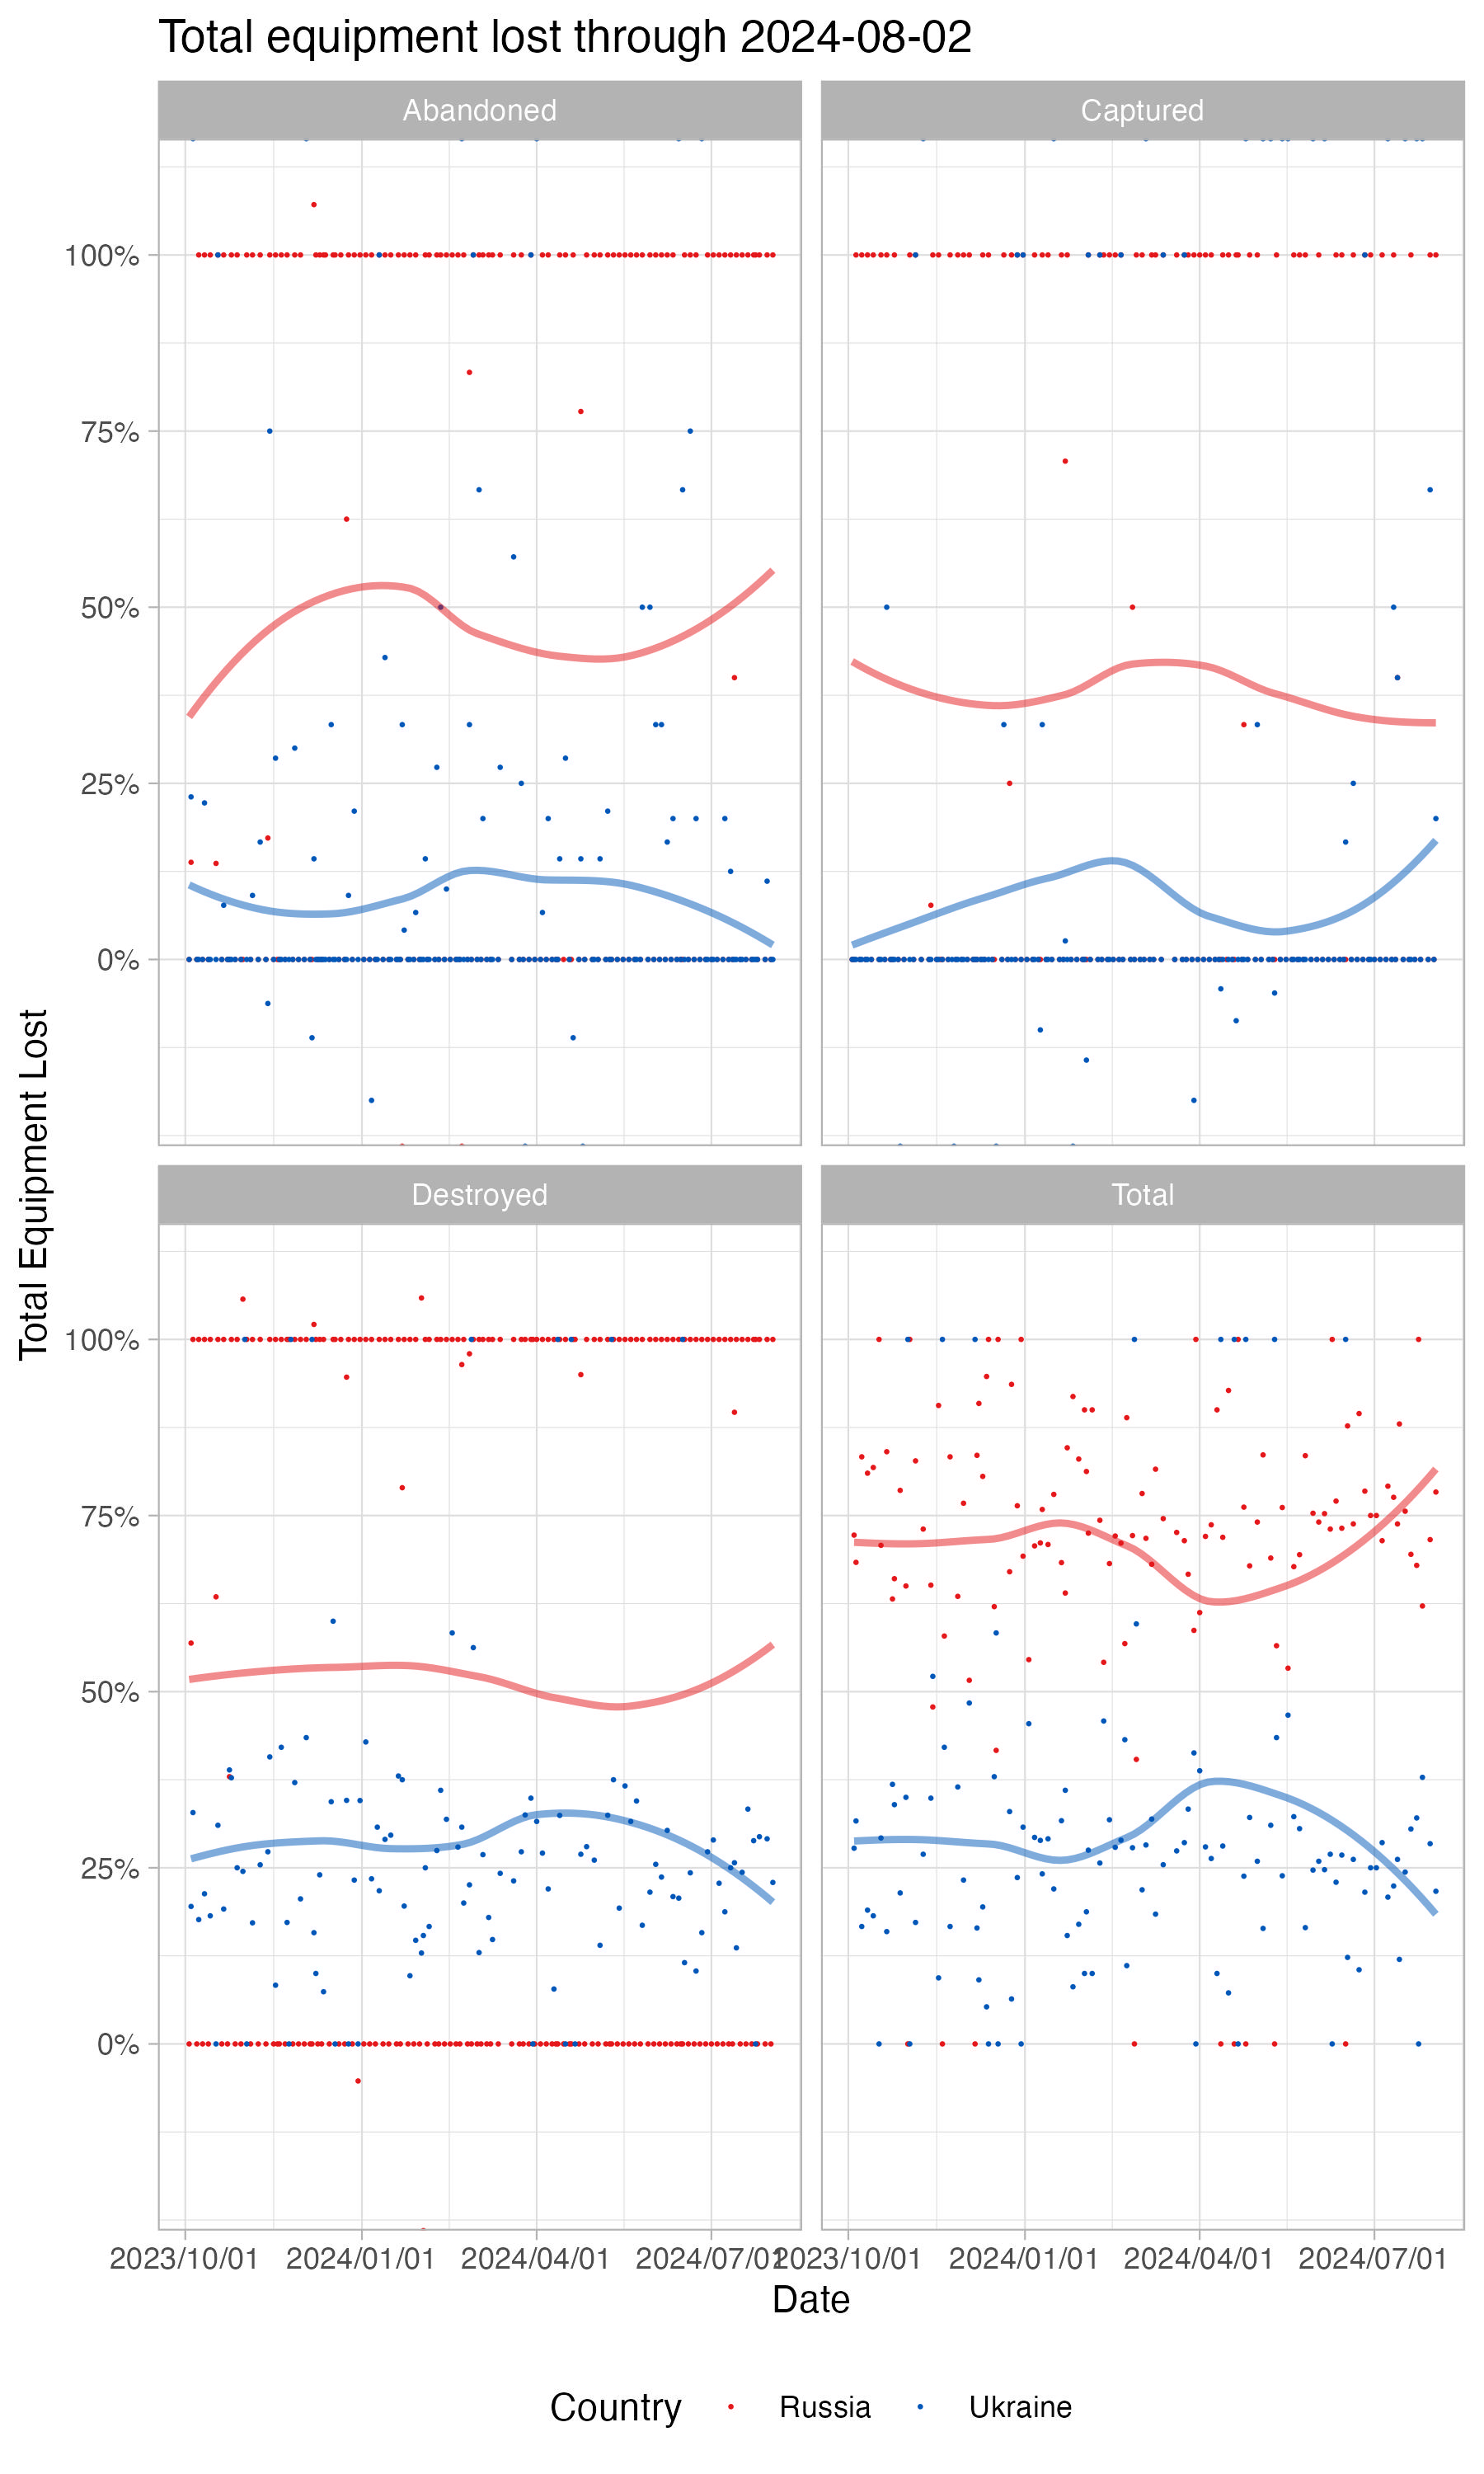 Total equipment lost through 2024-08-02
Abandoned
Captured
100%
75%
50%
25%
0%
Destroyed
Total
100%
75%
50%
25%
0%
Total Equipment Lost
2023/10/01 2024/01/01 2024/04/01 2024/07/01 2023/10/01 2024/01/01 2024/04/01 2024/07/01
Date
Country Russia Ukraine